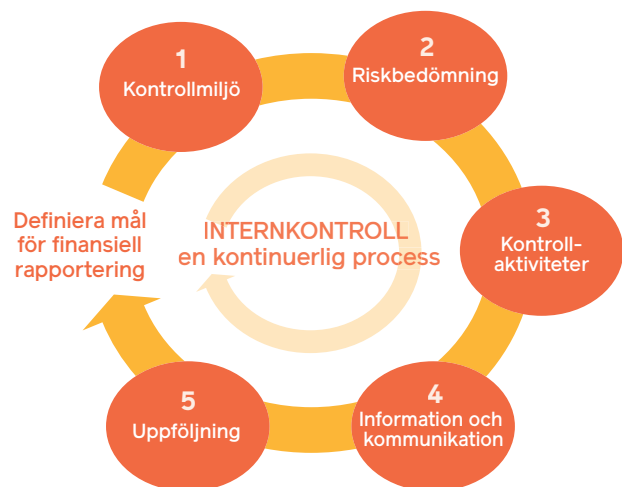 1
Kontrollmiljö
2
Riskbedömning
3
Kontroll-
aktiviteter
4
Information och
kommunikation
5
Uppföljning
Definiera mål
för finansiell
rapportering
INTERNKONTROLL
en kontinuerlig process